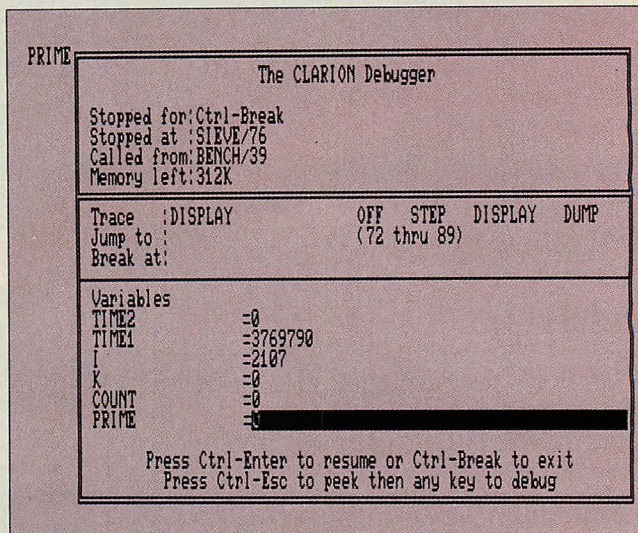 PRIME
The CLARION Debugger
Stopped for:Ctrl-Break
Stopped at :SIEVE/76
Called from:BENCH/39
Memory left:312K
Trace :DISPLAY OFF STEP DISPLAY DUMP
Jump to : (72 thru 89)
Break at:
Variables
TIME2 =0
TIME1 =3769790
I =2107
K =0
COUNT =0
PRIME =0
Press Ctrl-Enter to resume or Ctrl-Break to exit
Press Ctrl-Esc to peek then any key to debug